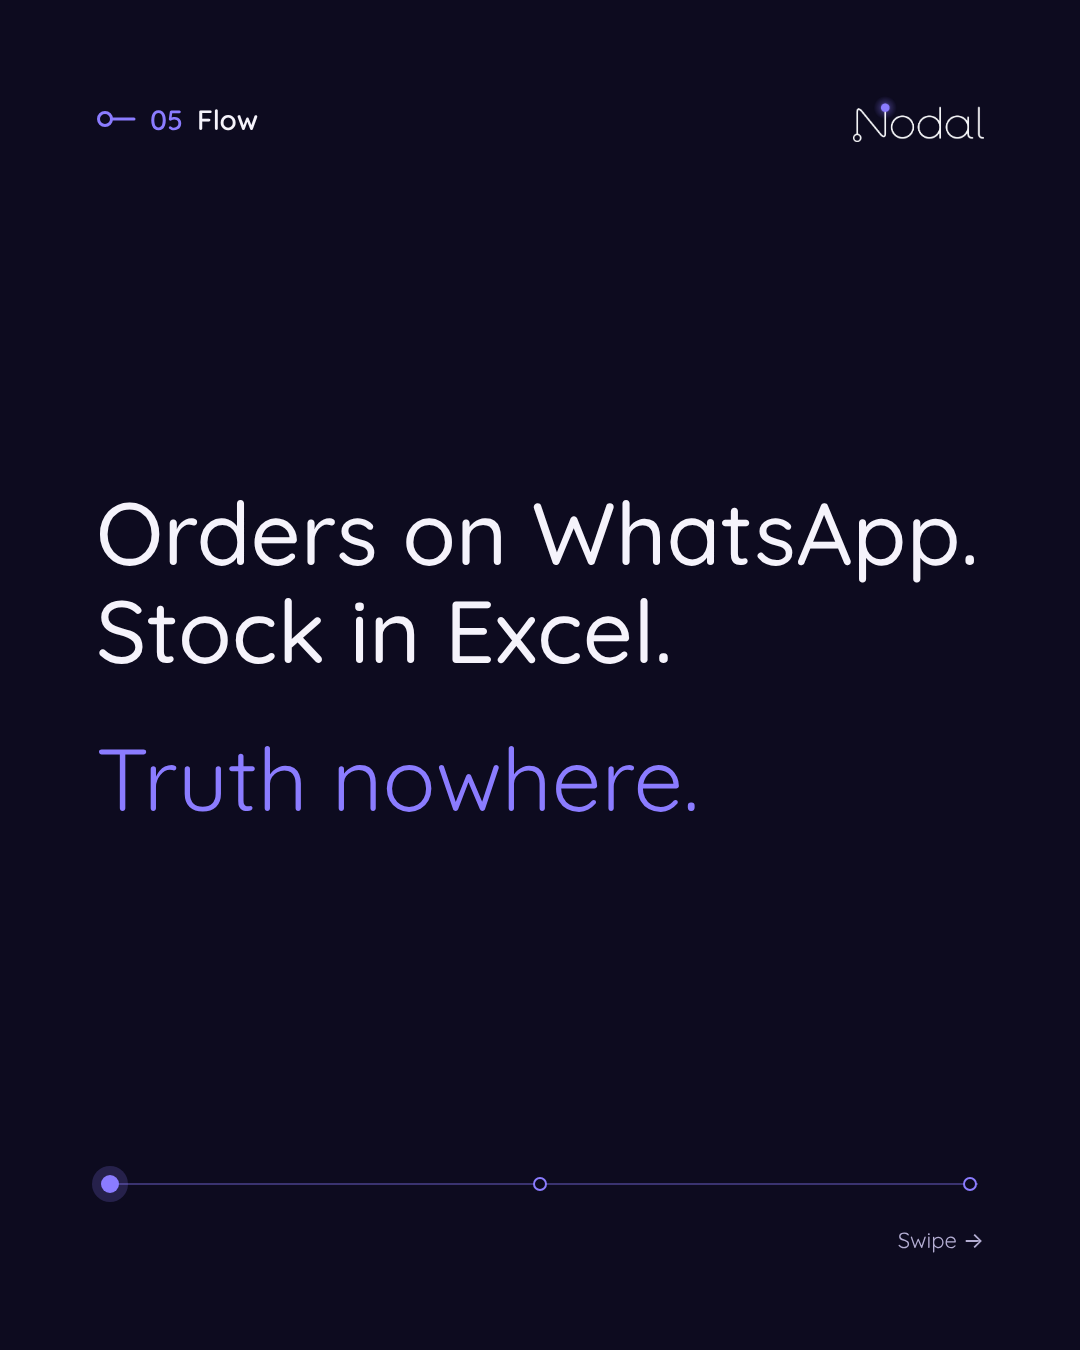 05 Flow
Nodal
Orders on WhatsApp.
Stock in Excel.
Truth nowhere.
Swipe →